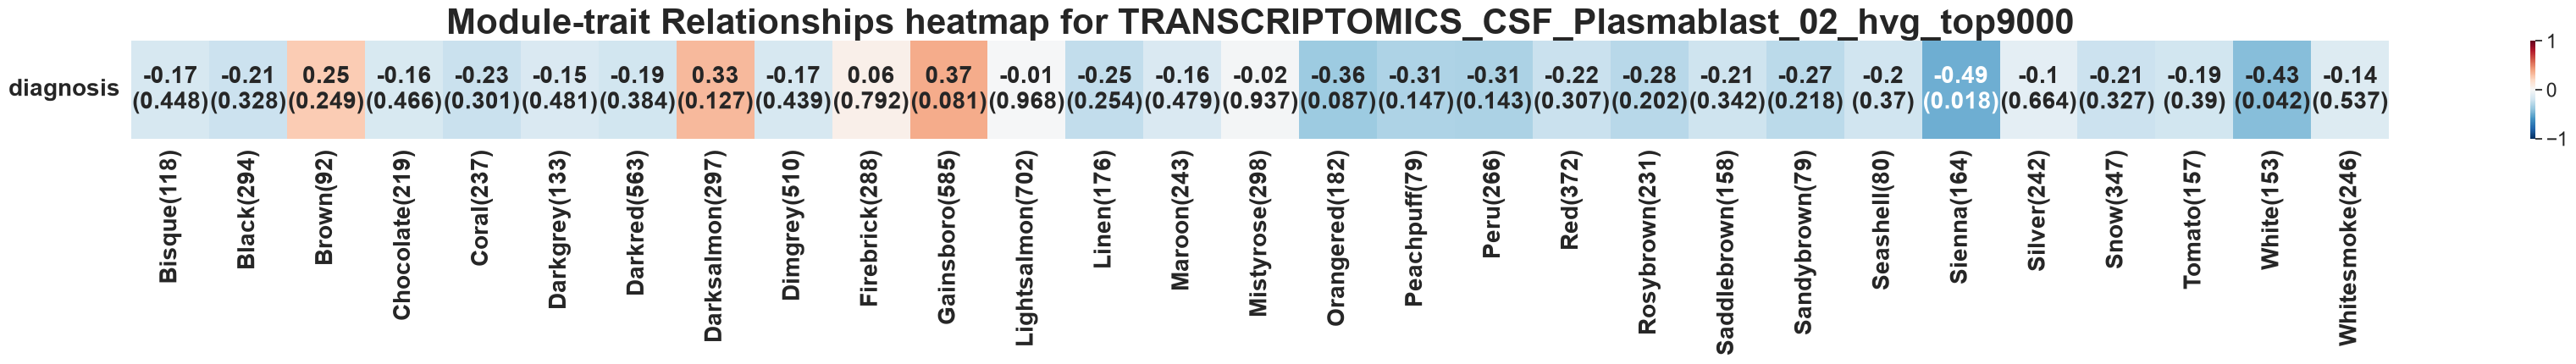 Module-trait Relationships heatmap for TRANSCRIPTOMICS_CSF_Plasmablast_02_hvg_top9000
diagnosis
-0.17 -0.21 0.25 -0.16 -0.23 -0.15 -0.19 0.33 -0.17 0.06 0.37 -0.01 -0.25 -0.16 -0.02 -0.36 -0.31 -0.31 -0.22 -0.28 -0.21 -0.27 -0.2 -0.49 -0.1 -0.21 -0.19 -0.43 -0.14
(0.448) (0.328) (0.249) (0.466) (0.301) (0.481) (0.384) (0.127) (0.439) (0.792) (0.081) (0.968) (0.254) (0.479) (0.937) (0.087) (0.147) (0.143) (0.307) (0.202) (0.342) (0.218) (0.37) (0.018) (0.664) (0.327) (0.39) (0.042) (0.537)
Bisque(118)
Black(294)
Brown(92)
Chocolate(219)
Coral(237)
Darkgrey(133)
Darkred(563)
Darksalmon(297)
Dimgrey(510)
Firebrick(288)
Gainsboro(585)
Lightsalmon(702)
Linen(176)
Maroon(243)
Mistyrose(298)
Orangered(182)
Peachpuff(79)
Peru(266)
Red(372)
Rosybrown(231)
Saddlebrown(158)
Sandybrown(79)
Seashell(80)
Sienna(164)
Silver(242)
Snow(347)
Tomato(157)
White(153)
Whitesmoke(246)
1
0
−1